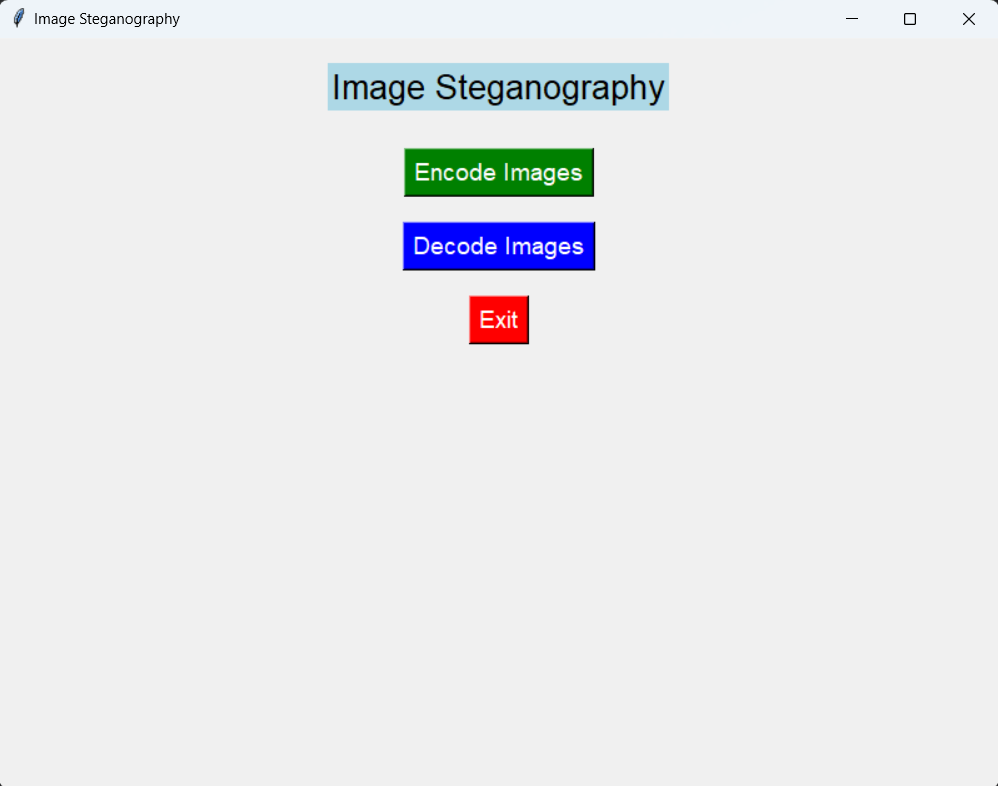 Image Steganography
Image Steganography
Encode Images
Decode Images
Exit